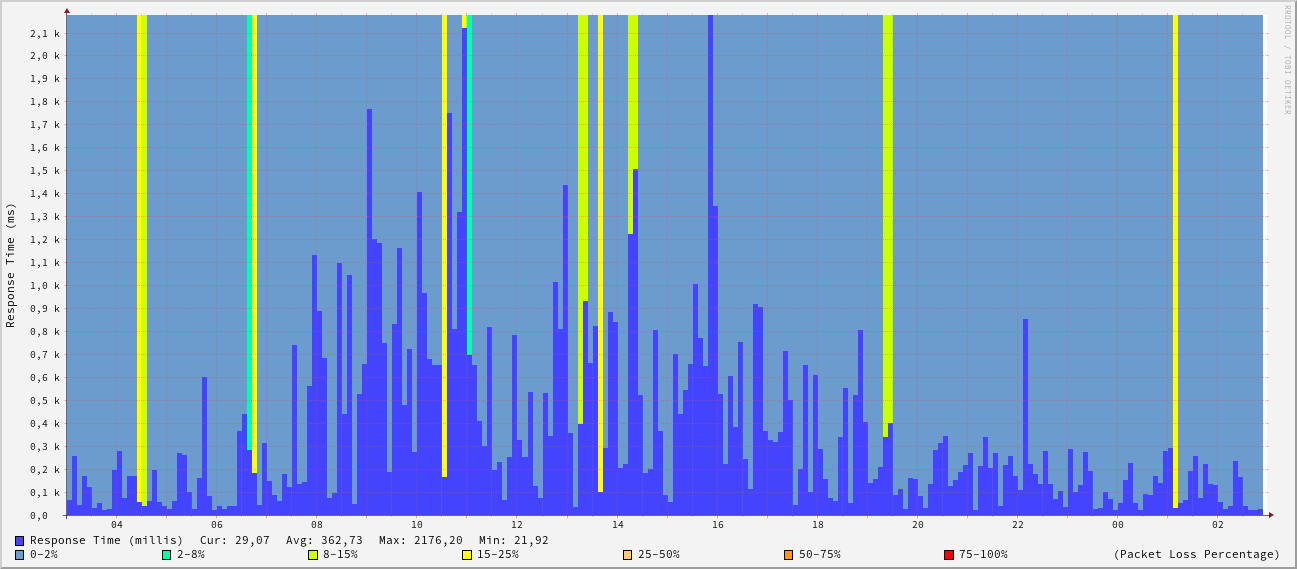 RRDTOOL / TOBI OETIKER
Response Time (ms)
2,1 k
2,0 k
1,9 k
1,8 k
1,7 k
1,6 k
1,5 k
1,4 k
1,3 k
1,2 k
1,1 k
1,0 k
0,9 k
0,8 k
0,7 k
0,6 k
0,5 k
0,4 k
0,3 k
0,2 k
0,1 k
0,0
04 06 08 10 12 14 16 18 20 22 00 02
Response Time (millis) Cur: 29,07 Avg: 362,73 Max: 2176,20 Min: 21,92
0-2% 2-8% 8-15% 15-25% 25-50% 50-75% 75-100% (Packet Loss Percentage)